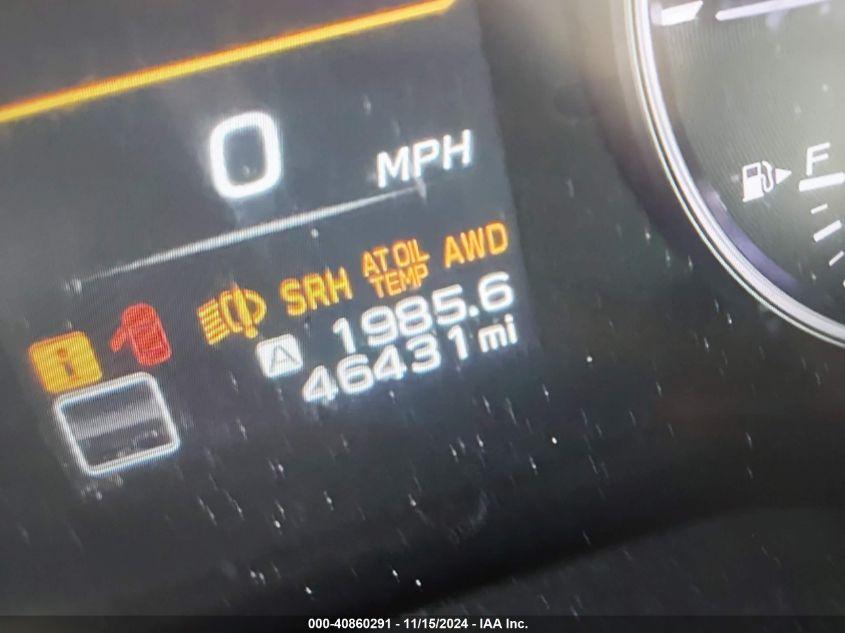 0 MPH
F
SRH AT OIL TEMP AWD
i
A 1985.6
46431 mi
000-40860291 - 11/15/2024 - IAA Inc.